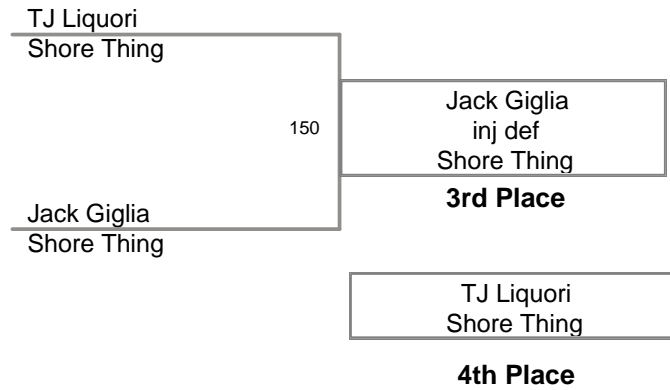 TJ Liquori
Shore Thing
150
Jack Giglia
inj def
Shore Thing
3rd Place
Jack Giglia
Shore Thing
TJ Liquori
Shore Thing
4th Place